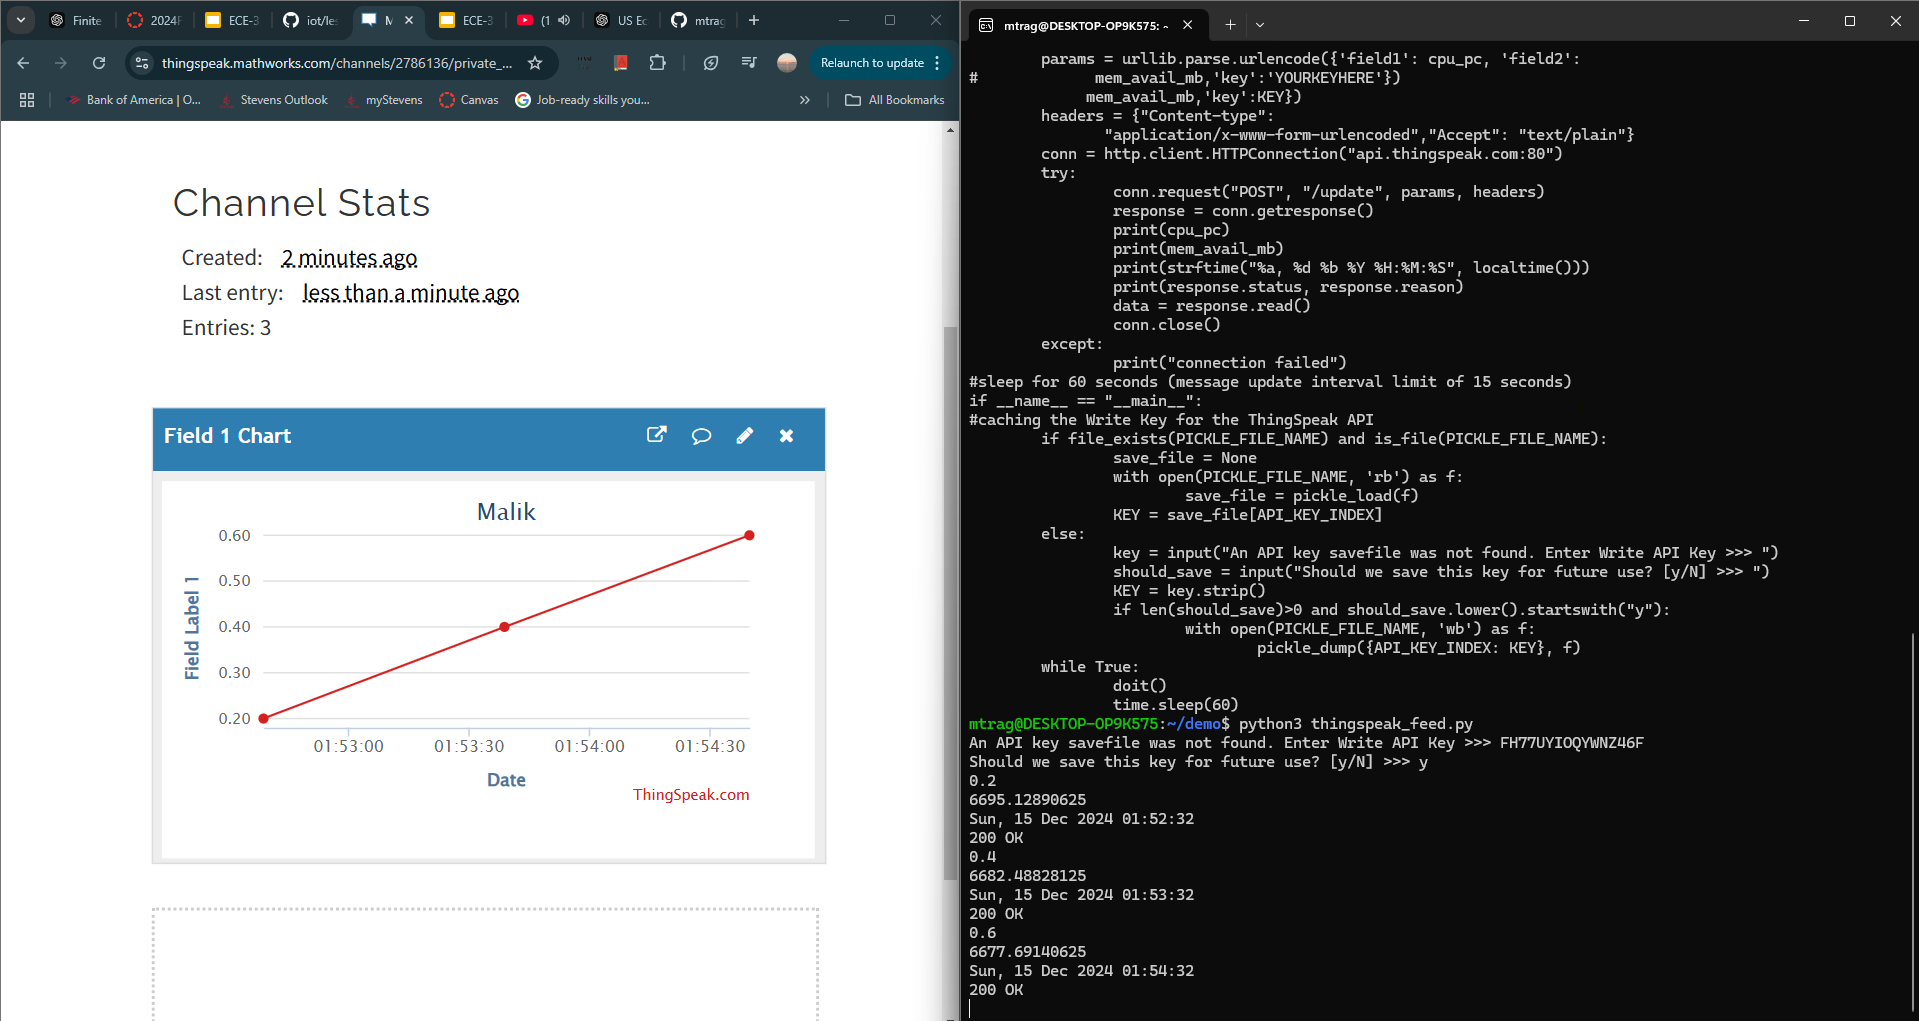 Finite
2024F
ECE-3
iot/les
M
ECE-3
(1
US Ec
mtrag
thingspeak.mathworks.com/channels/2786136/private_...
Relaunch to update
Bank of America | O...
Stevens Outlook
myStevens
Canvas
Job-ready skills you...
All Bookmarks
Channel Stats
Created: 2 minutes ago
Last entry: less than a minute ago
Entries: 3
Field 1 Chart
Malik
0.60
0.50
0.40
0.30
0.20
Field Label 1
01:53:00 01:53:30 01:54:00 01:54:30
Date
ThingSpeak.com
mtrag@DESKTOP-OP9K575: ~
params = urllib.parse.urlencode({'field1': cpu_pc, 'field2':
# mem_avail_mb,'key':'YOURKEYHERE'})
mem_avail_mb,'key':KEY})
headers = {"Content-type":
"application/x-www-form-urlencoded","Accept": "text/plain"}
conn = http.client.HTTPConnection("api.thingspeak.com:80")
try:
conn.request("POST", "/update", params, headers)
response = conn.getresponse()
print(cpu_pc)
print(mem_avail_mb)
print(strftime("%a, %d %b %Y %H:%M:%S", localtime()))
print(response.status, response.reason)
data = response.read()
conn.close()
except:
print("connection failed")
#sleep for 60 seconds (message update interval limit of 15 seconds)
if __name__ == "__main__":
#caching the Write Key for the ThingSpeak API
if file_exists(PICKLE_FILE_NAME) and is_file(PICKLE_FILE_NAME):
save_file = None
with open(PICKLE_FILE_NAME, 'rb') as f:
save_file = pickle_load(f)
KEY = save_file[API_KEY_INDEX]
else:
key = input("An API key savefile was not found. Enter Write API Key >>> ")
should_save = input("Should we save this key for future use? [y/N] >>> ")
KEY = key.strip()
if len(should_save)>0 and should_save.lower().startswith("y"):
with open(PICKLE_FILE_NAME, 'wb') as f:
pickle_dump({API_KEY_INDEX: KEY}, f)
while True:
doit()
time.sleep(60)
mtrag@DESKTOP-OP9K575:~/demo$ python3 thingspeak_feed.py
An API key savefile was not found. Enter Write API Key >>> FH77UYIOQYWNZ46F
Should we save this key for future use? [y/N] >>> y
0.2
6695.12890625
Sun, 15 Dec 2024 01:52:32
200 OK
0.4
6682.48828125
Sun, 15 Dec 2024 01:53:32
200 OK
0.6
6677.69140625
Sun, 15 Dec 2024 01:54:32
200 OK